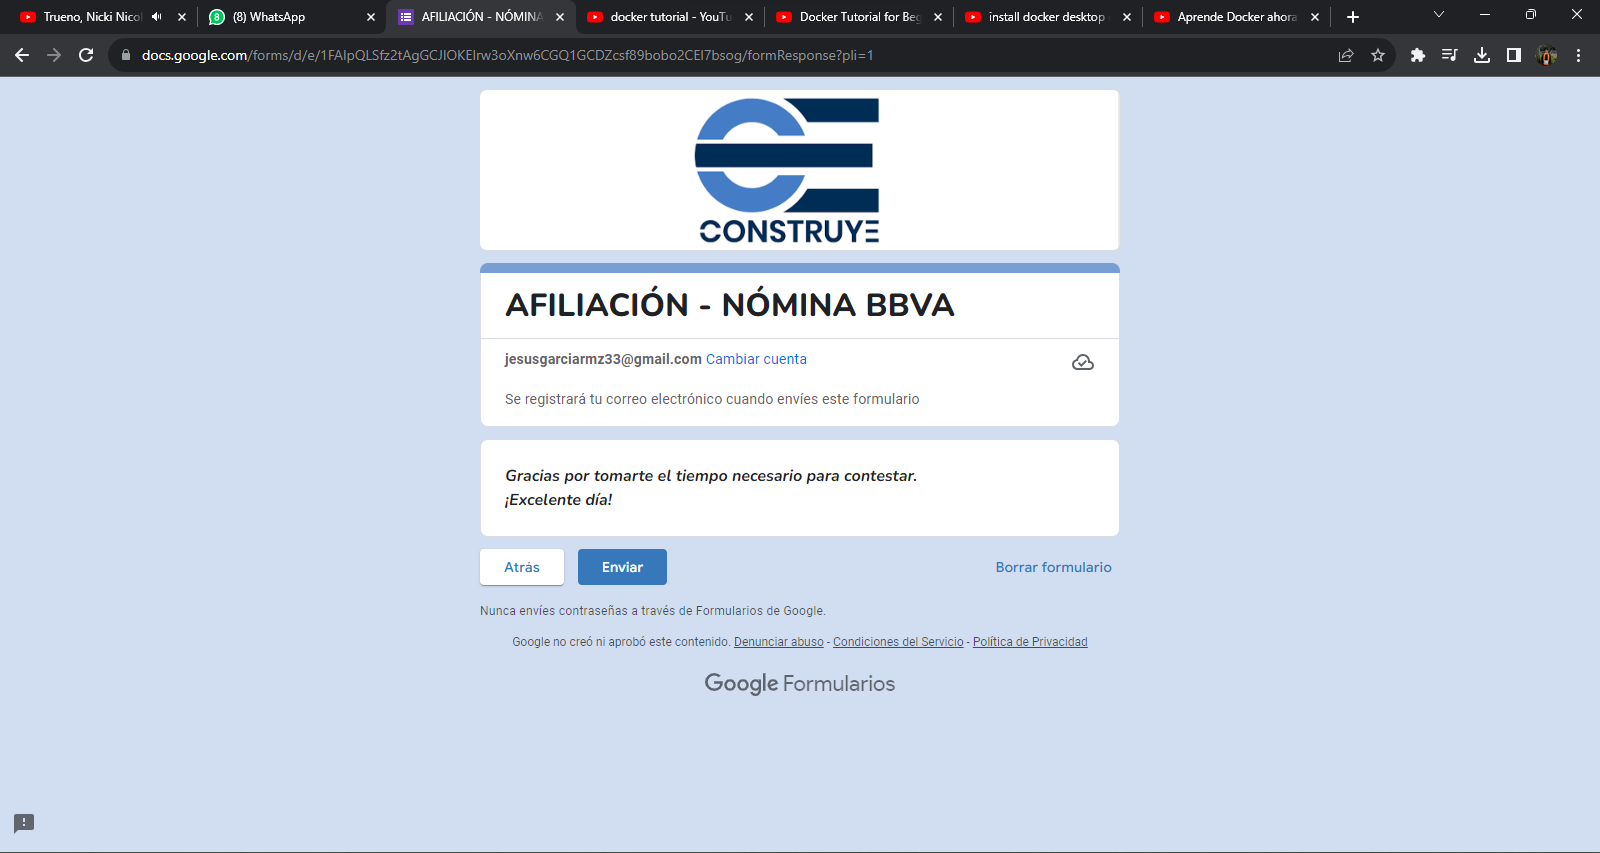 Trueno, Nicki Nicol
(8) WhatsApp
AFILIACIÓN - NÓMINA
docker tutorial - YouTu
Docker Tutorial for Beg
install docker desktop
Aprende Docker ahora
docs.google.com/forms/d/e/1FAIpQLSfz2tAgGCJIOKEIrw3oXnw6CGQ1GCDZcsf89bobo2CEI7bsog/formResponse?pli=1
CONSTRUYE
AFILIACIÓN - NÓMINA BBVA
jesusgarciarmz33@gmail.com Cambiar cuenta
Se registrará tu correo electrónico cuando envíes este formulario
Gracias por tomarte el tiempo necesario para contestar.
¡Excelente día!
Atrás
Enviar
Borrar formulario
Nunca envíes contraseñas a través de Formularios de Google.
Google no creó ni aprobó este contenido. Denunciar abuso - Condiciones del Servicio - Política de Privacidad
Google Formularios